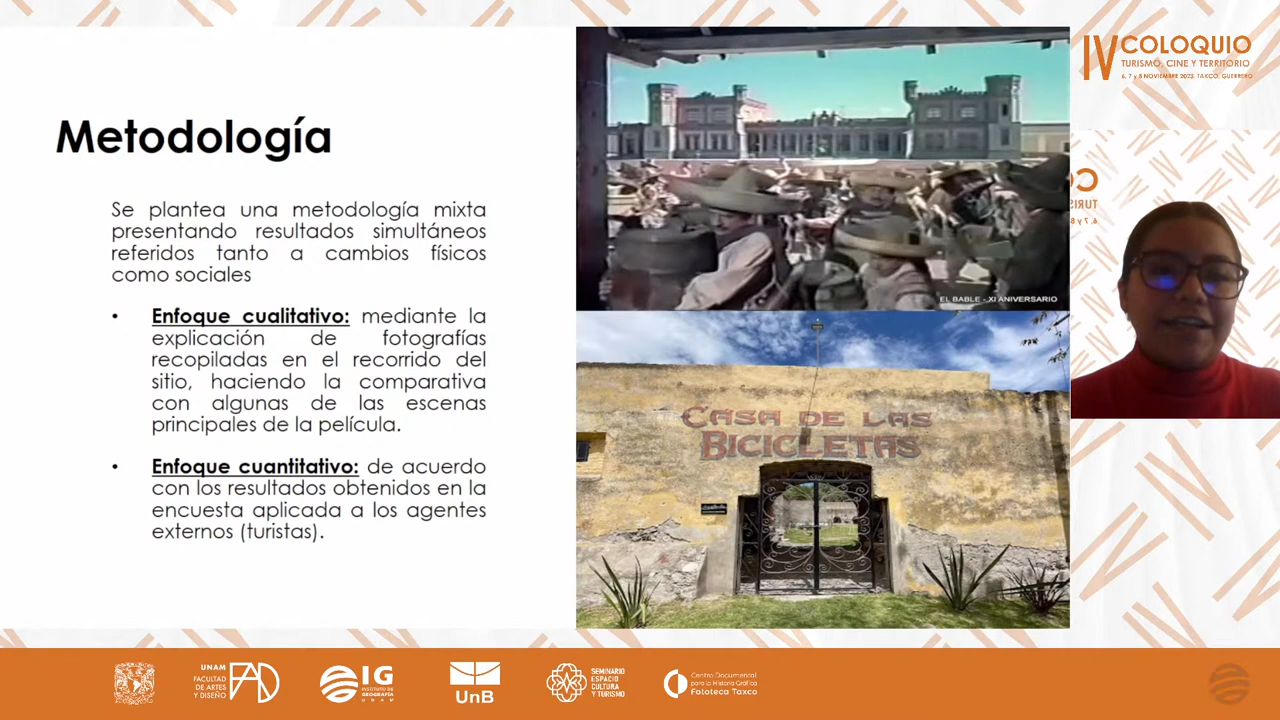 Metodología
Se plantea una metodología mixta
presentando resultados simultáneos
referidos tanto a cambios físicos
como sociales
• Enfoque cualitativo: mediante la
explicación de fotografías
recopiladas en el recorrido del
sitio, haciendo la comparativa
con algunas de las escenas
principales de la película.
• Enfoque cuantitativo: de acuerdo
con los resultados obtenidos en la
encuesta aplicada a los agentes
externos (turistas).
EL BABLE - XI ANIVERSARIO
CASA DE LAS
BICICLETAS
IV COLOQUIO
TURISMO, CINE Y TERRITORIO
6, 7 y 8 NOVIEMBRE 2023. TAXCO, GUERRERO
UNAM
FACULTAD
DE ARTES
Y DISEÑO
FAD
IG
INSTITUTO DE
GEOGRAFÍA
UNAM
UnB
SEMINARIO
ESPACIO
CULTURA
Y TURISMO
Centro Documental
para la Historia Gráfica
Fototeca Taxco